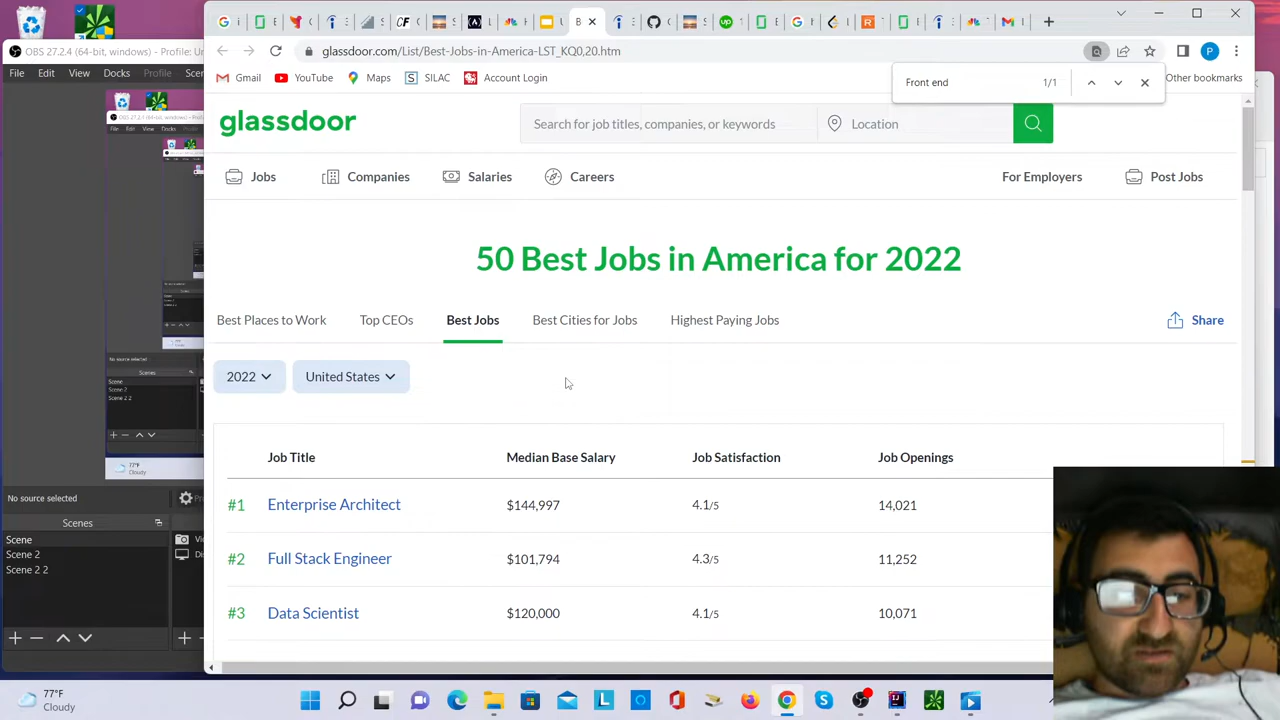 OBS 27.2.4 (64-bit, windows) - Profile: Un
File Edit View Docks Profile Scen
glassdoor.com/List/Best-Jobs-in-America-LST_KQ0,20.htm
Gmail YouTube Maps SILAC Account Login Other bookmarks
Front end 1/1
glassdoor
Search for job titles, companies, or keywords Location
Jobs Companies Salaries Careers For Employers Post Jobs
50 Best Jobs in America for 2022
Best Places to Work Top CEOs Best Jobs Best Cities for Jobs Highest Paying Jobs Share
2022 United States
Job Title Median Base Salary Job Satisfaction Job Openings
#1 Enterprise Architect $144,997 4.1/5 14,021
#2 Full Stack Engineer $101,794 4.3/5 11,252
#3 Data Scientist $120,000 4.1/5 10,071
No source selected
Scenes
Scene
Scene 2
Scene 2 2
77°F
Cloudy